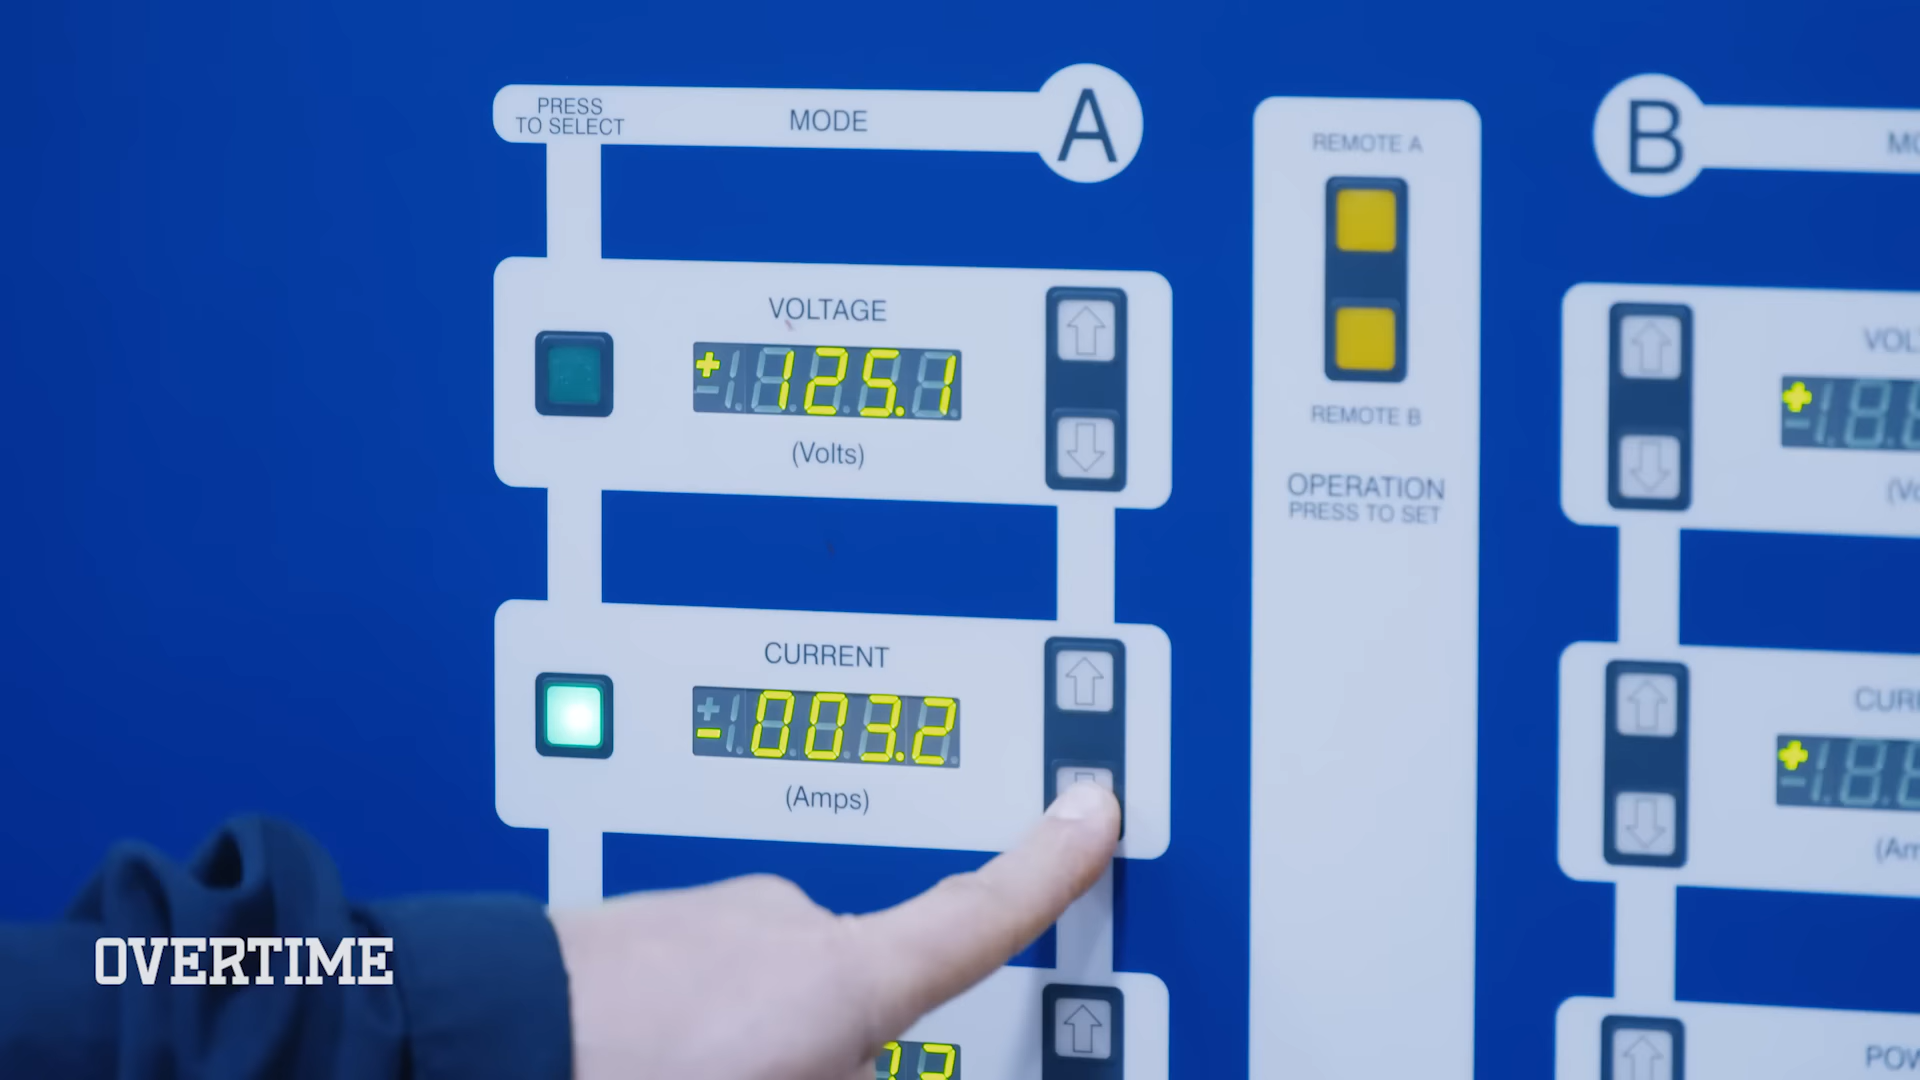 PRESS
TO SELECT
MODE
A
VOLTAGE
+125.1
(Volts)
CURRENT
-003.2
(Amps)
REMOTE A
REMOTE B
OPERATION
PRESS TO SET
B
OVERTIME